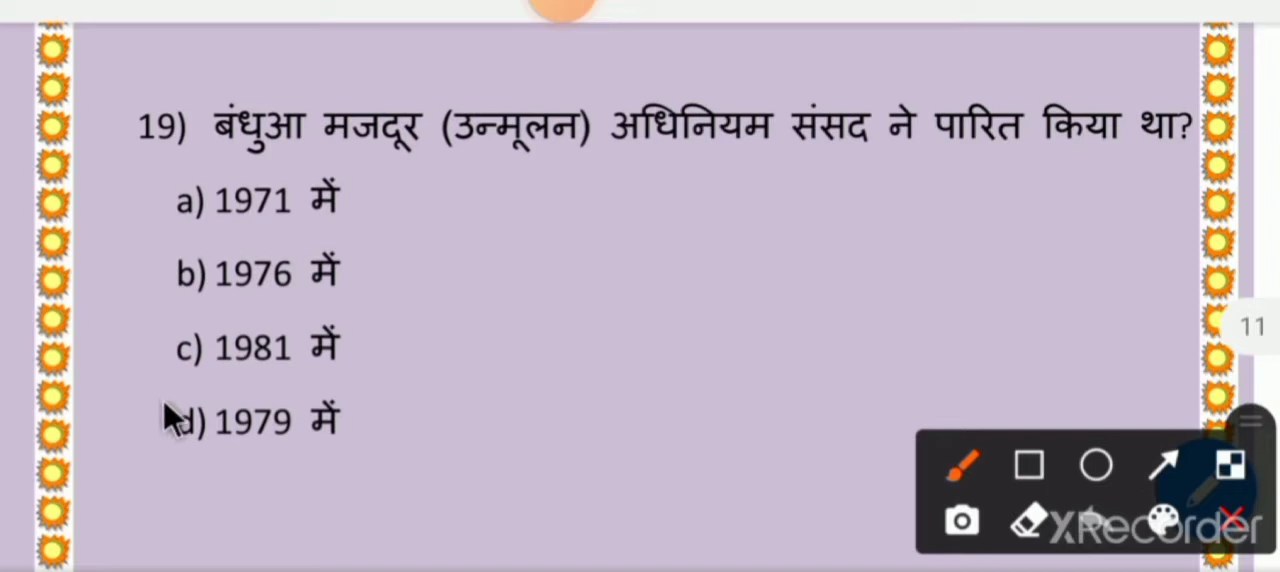 19) बंधुआ मजदूर (उन्मूलन) अधिनियम संसद ने पारित किया था?
a) 1971 में
b) 1976 में
c) 1981 में
d) 1979 में
11
XRecorder